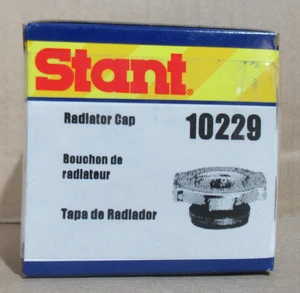 Stant®
Radiator Cap
10229
Bouchon de
radiateur
Tapa de Radiador